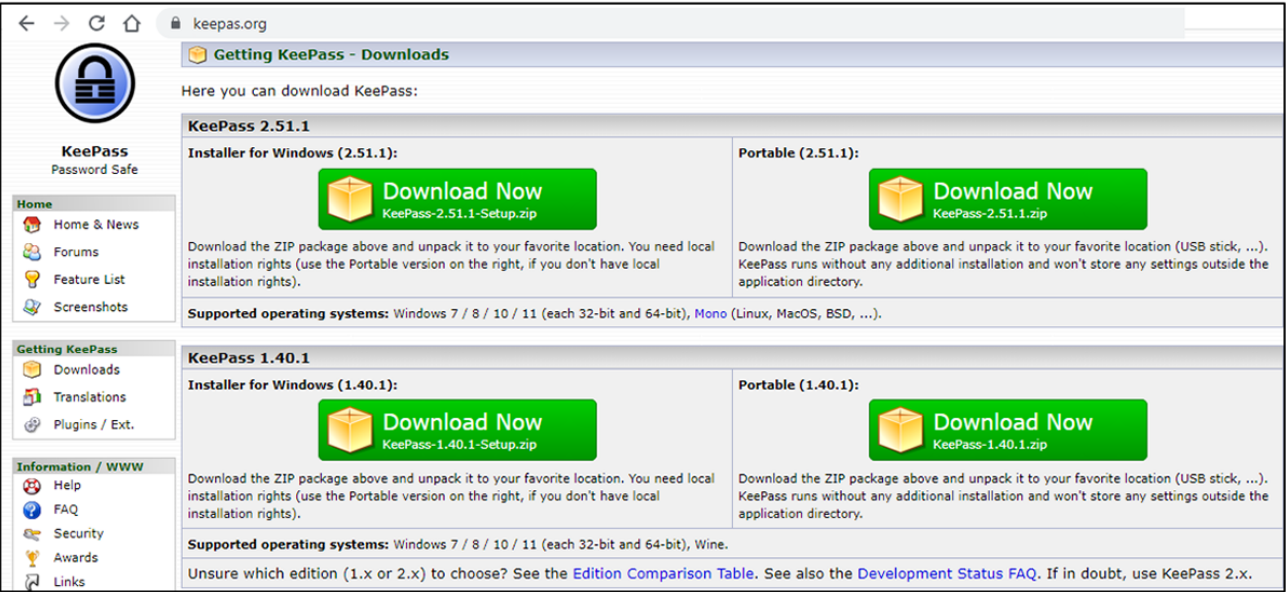 keepas.org
Getting KeePass - Downloads
Here you can download KeePass:
KeePass
Password Safe
Home
Home & News
Forums
Feature List
Screenshots
Getting KeePass
Downloads
Translations
Plugins / Ext.
Information / WWW
Help
FAQ
Security
Awards
Links
KeePass 2.51.1
Installer for Windows (2.51.1):
Download Now
KeePass-2.51.1-Setup.zip
Download the ZIP package above and unpack it to your favorite location. You need local
installation rights (use the Portable version on the right, if you don't have local
installation rights).
Portable (2.51.1):
Download Now
KeePass-2.51.1.zip
Download the ZIP package above and unpack it to your favorite location (USB stick, ...).
KeePass runs without any additional installation and won't store any settings outside the
application directory.
Supported operating systems: Windows 7 / 8 / 10 / 11 (each 32-bit and 64-bit), Mono (Linux, MacOS, BSD, ...).
KeePass 1.40.1
Installer for Windows (1.40.1):
Download Now
KeePass-1.40.1-Setup.zip
Download the ZIP package above and unpack it to your favorite location. You need local
installation rights (use the Portable version on the right, if you don't have local
installation rights).
Portable (1.40.1):
Download Now
KeePass-1.40.1.zip
Download the ZIP package above and unpack it to your favorite location (USB stick, ...).
KeePass runs without any additional installation and won't store any settings outside the
application directory.
Supported operating systems: Windows 7 / 8 / 10 / 11 (each 32-bit and 64-bit), Wine.
Unsure which edition (1.x or 2.x) to choose? See the Edition Comparison Table. See also the Development Status FAQ. If in doubt, use KeePass 2.x.